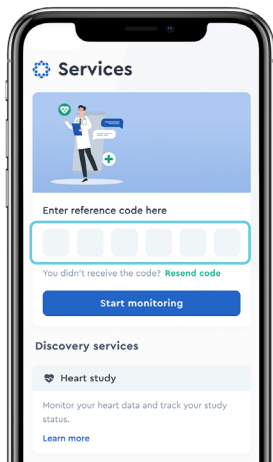 Services
Enter reference code here
You didn't receive the code? Resend code
Start monitoring
Discovery services
Heart study
Monitor your heart data and track your study
status.
Learn more